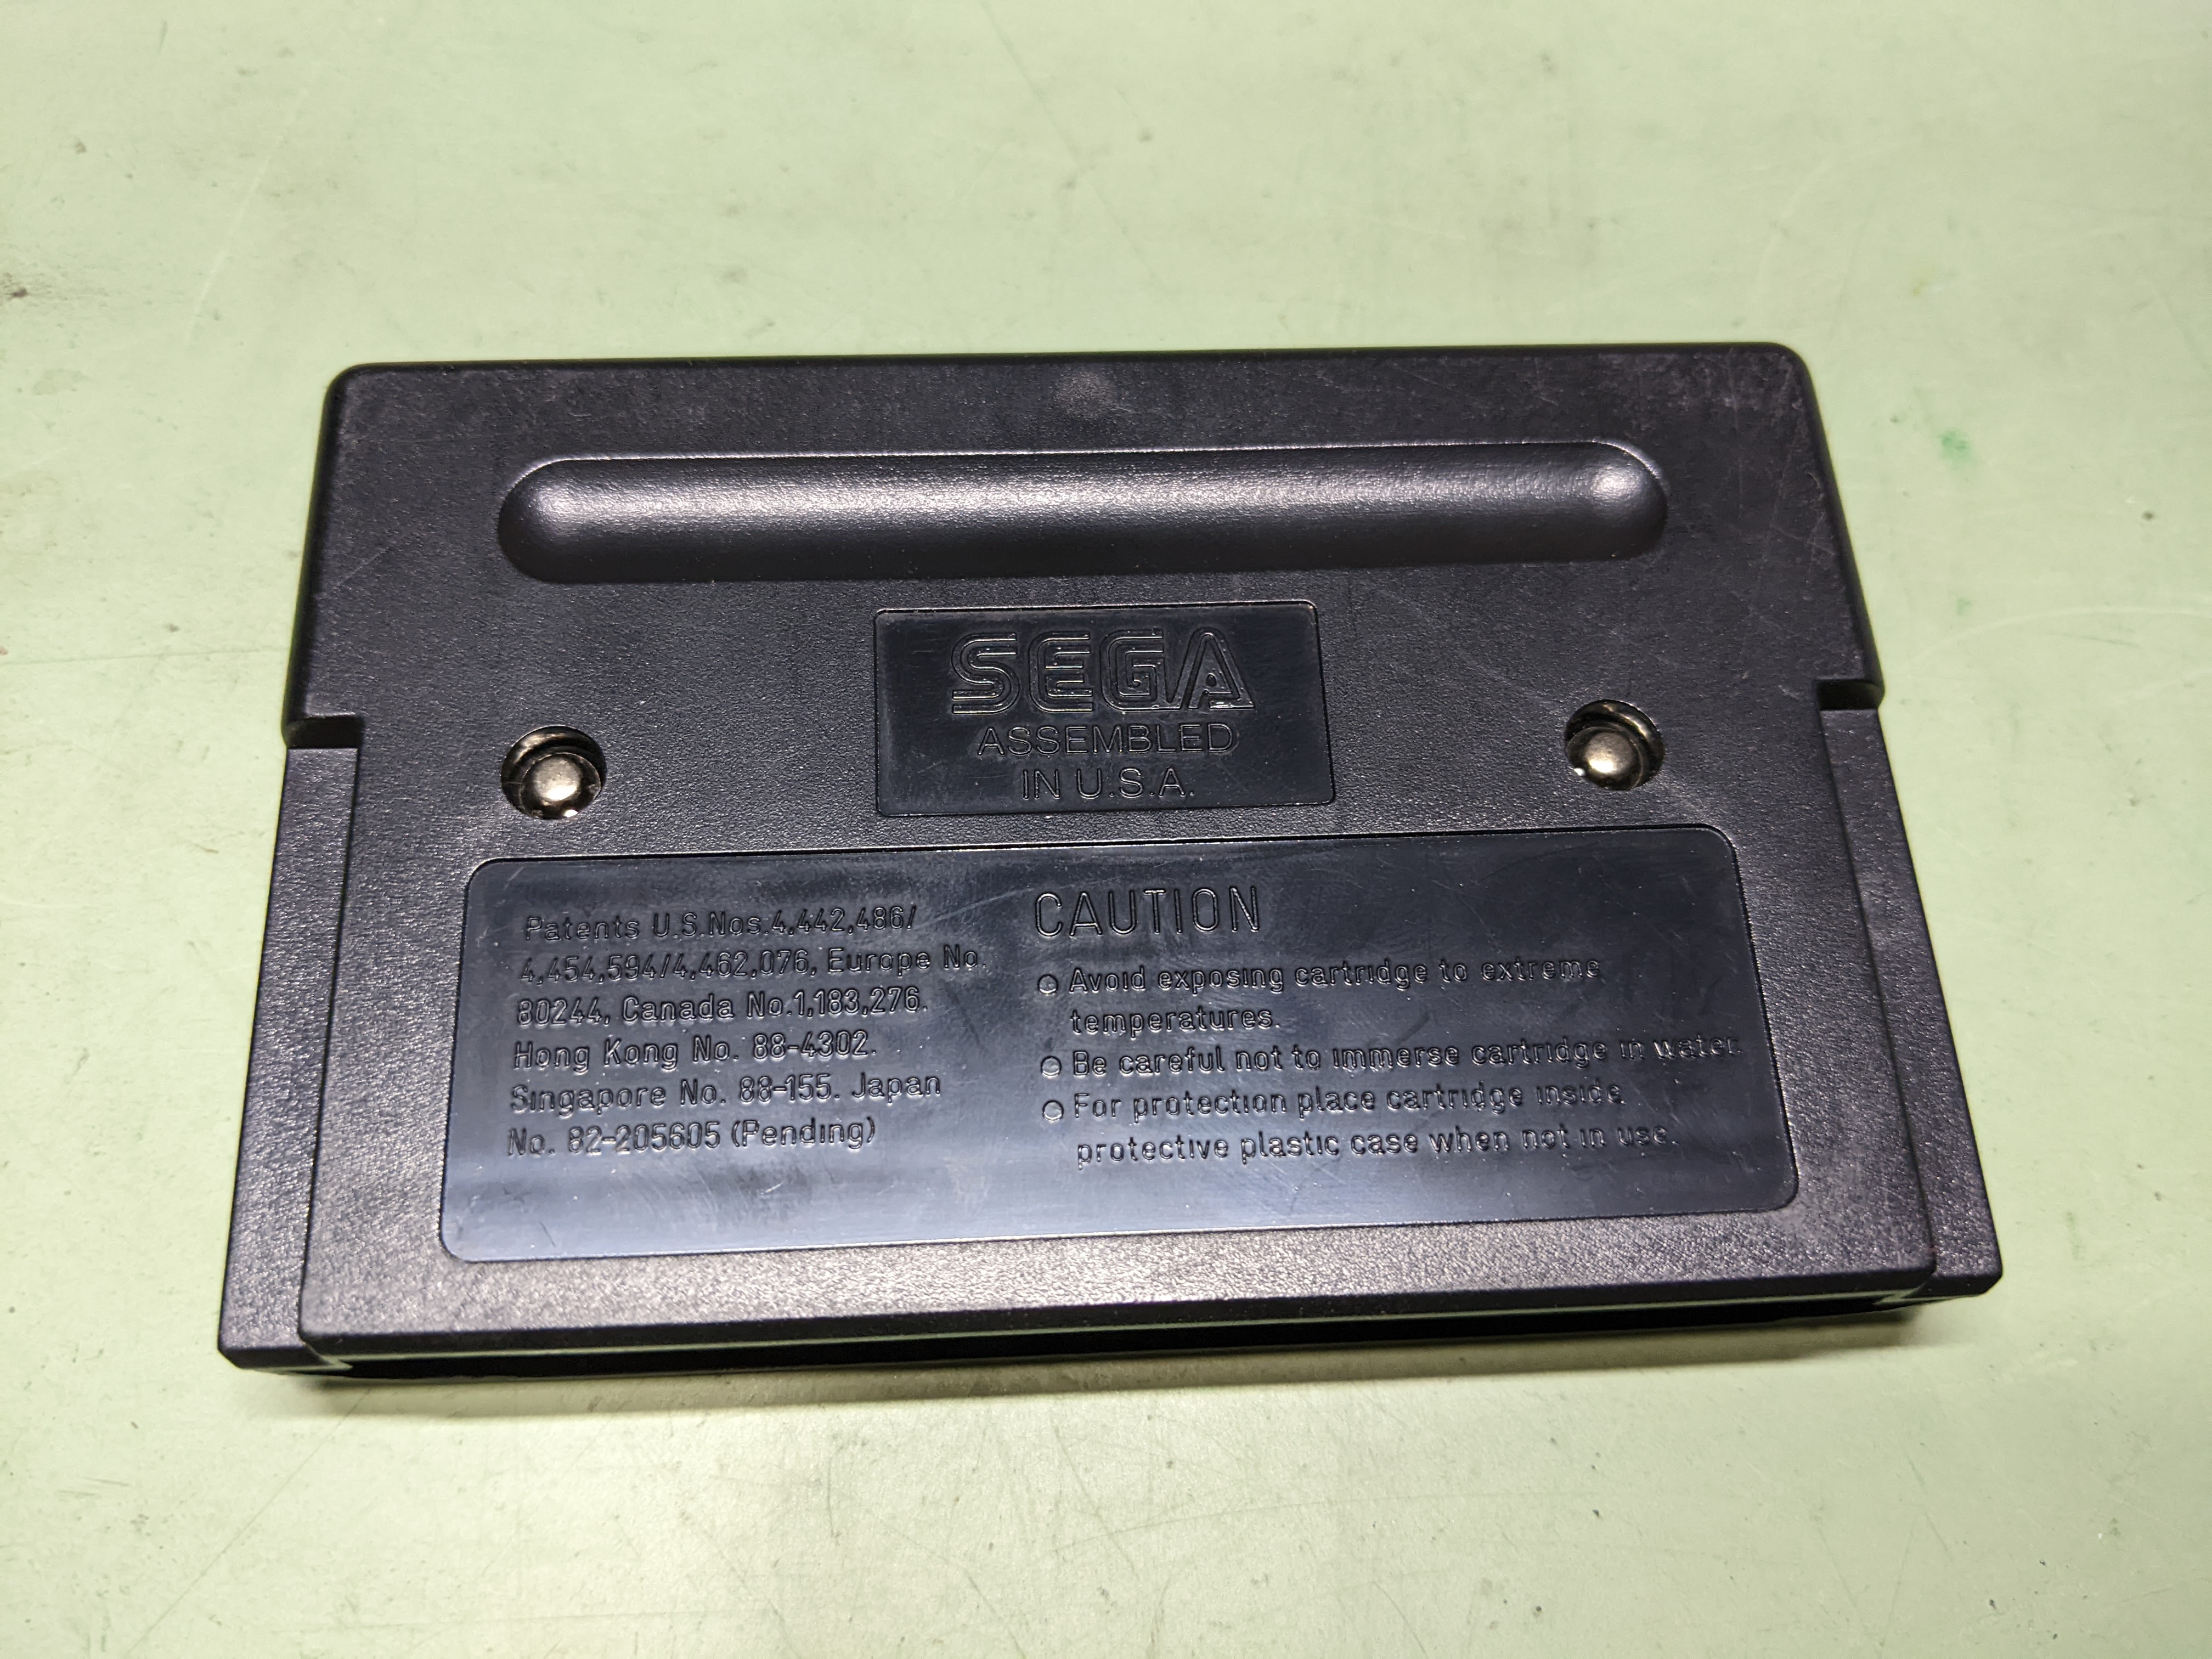 SEGA
ASSEMBLED
IN U.S.A.
Patents U.S.Nos.4,442,486/
4,454,594/4,462,076, Europe No.
80244, Canada No.1,183,276.
Hong Kong No. 88-4302.
Singapore No. 88-155. Japan
No. 82-205605 (Pending)
CAUTION
○ Avoid exposing cartridge to extreme
temperatures.
○ Be careful not to immerse cartridge in water.
○ For protection place cartridge inside
protective plastic case when not in use.